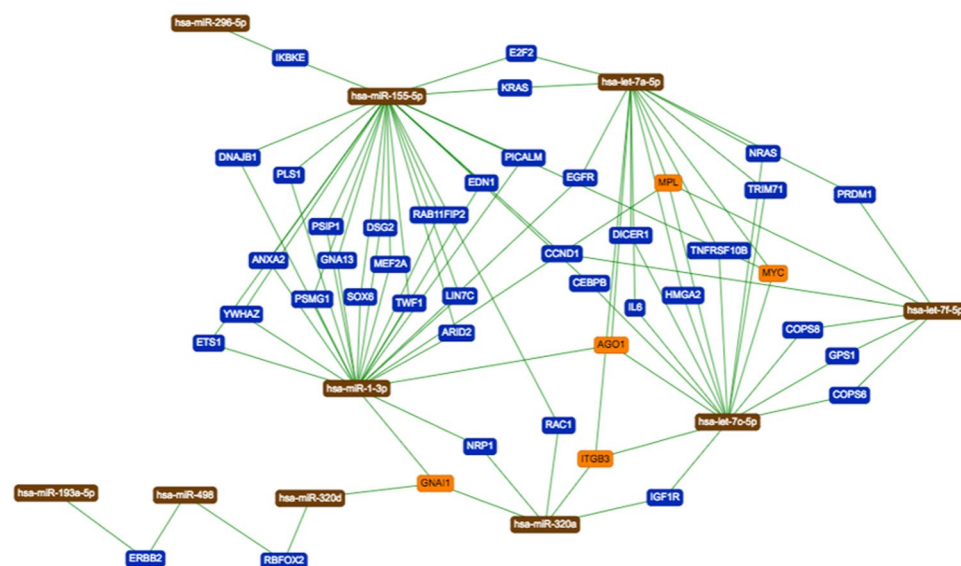 hsa-miR-296-5p
IKBKE
E2F2
hsa-let-7a-5p
KRAS
hsa-miR-155-5p
DNAJB1
PLS1
PICALM
NRAS
EDN1
EGFR
MPL
TRIM71
PRDM1
RAB11FIP2
PSIP1
DSG2
DICER1
TNFRSF10B
CCND1
ANXA2
GNA13
MEF2A
MYC
CEBPB
PSMG1
SOX6
TWF1
LIN7C
HMGA2
IL6
YWHAZ
hsa-let-7f-5p
ARID2
COPS8
ETS1
AGO1
GPS1
hsa-miR-1-3p
COPS6
hsa-let-7c-5p
RAC1
NRP1
ITGB3
GNAI1
hsa-miR-193a-5p
hsa-miR-498
hsa-miR-320d
IGF1R
hsa-miR-320a
ERBB2
RBFOX2